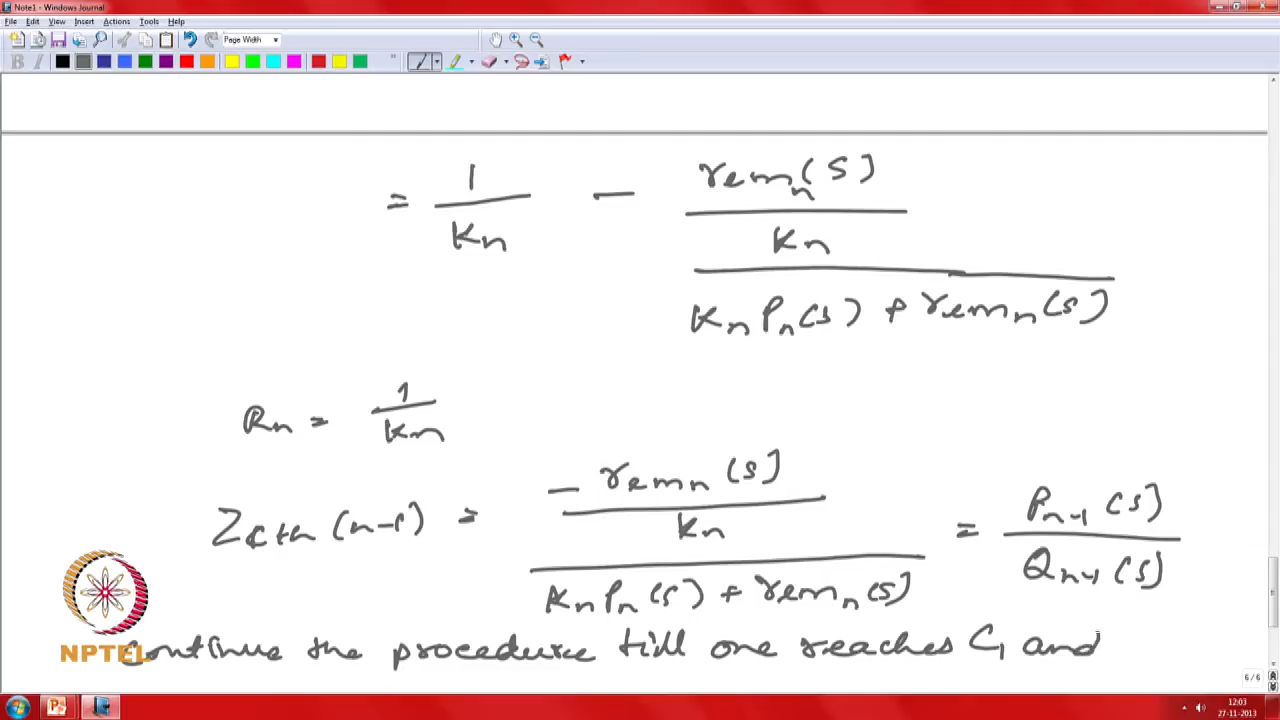 Note1 - Windows Journal
File Edit View Insert Actions Tools Help
Page Width
B I
= 1 / Kn - (remn(s) / Kn) / (Kn Pn(s) + remn(s))
Rn = 1 / Kn
= (- remn(s) / Kn) / (Kn Pn(s) + remn(s)) = Pn-1(s) / Qn-1(s)
continue the procedure till one reaches C1 and
NPTEL
6 / 6
12:03
27-11-2013